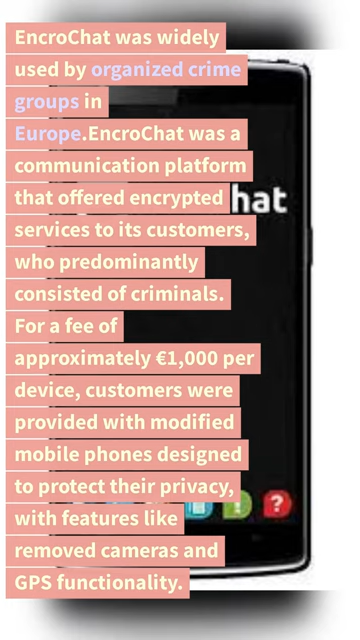 EncroChat was widely
used by organized crime
groups in
Europe.EncroChat was a
communication platform
that offered encrypted
hat
services to its customers,
who predominantly
consisted of criminals.
For a fee of
approximately €1,000 per
device, customers were
provided with modified
mobile phones designed
to protect their privacy,
with features like
?
removed cameras and
GPS functionality.